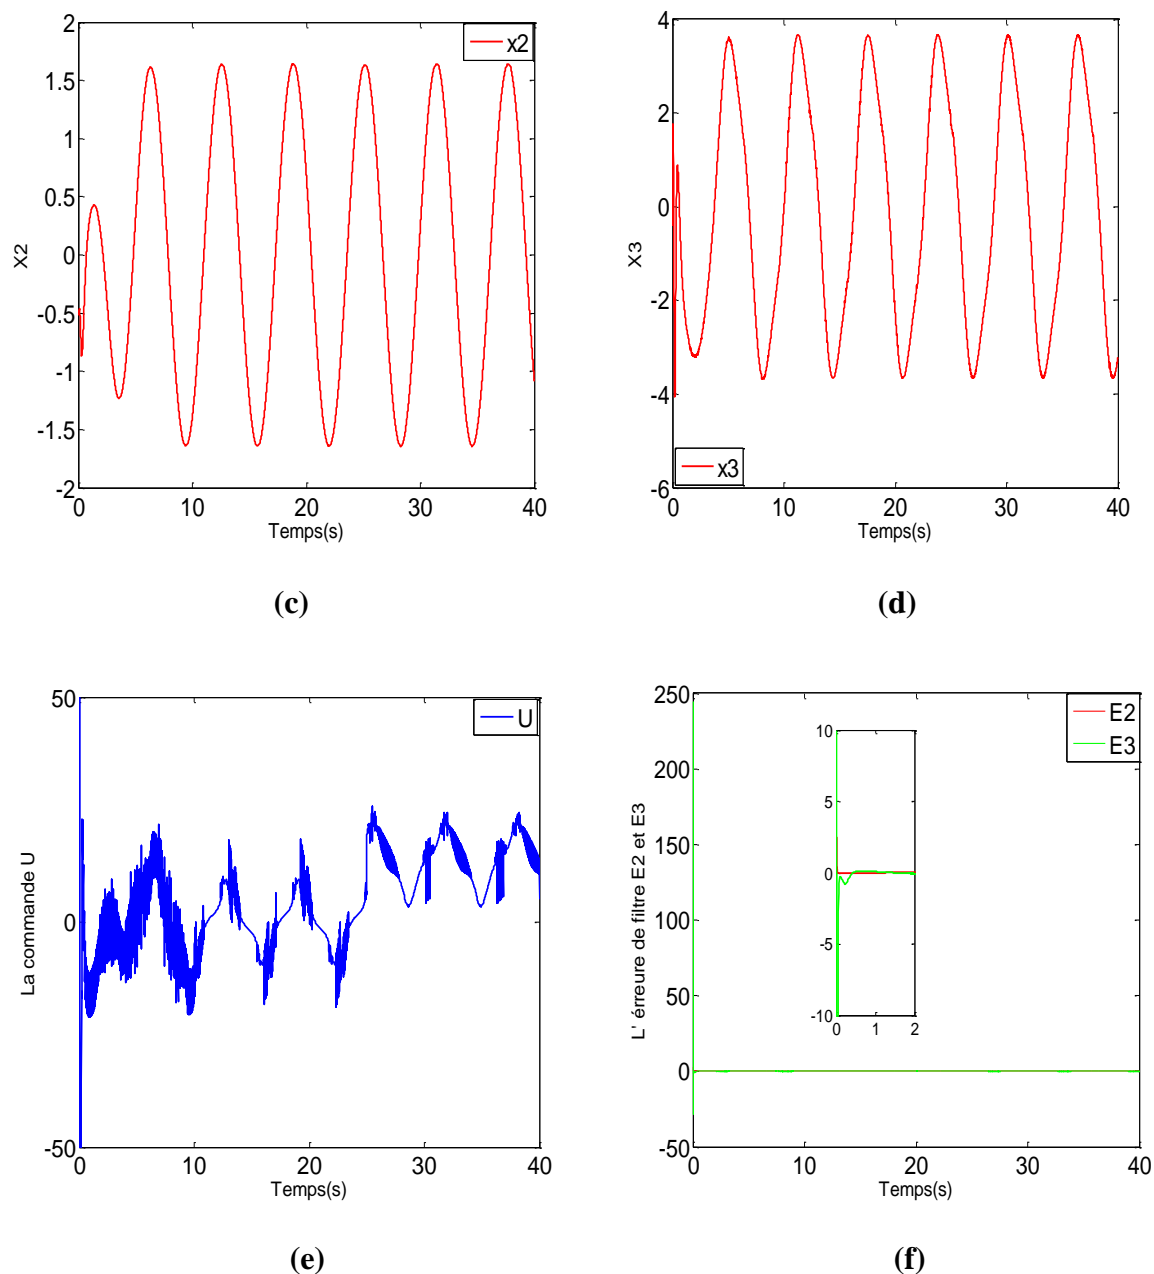 2
1.5
1
0.5
0
-0.5
-1
-1.5
-2
X2
x2
0 10 20 30 40
Temps(s)
(c)
4
2
0
-2
-4
-6
X3
x3
0 10 20 30 40
Temps(s)
(d)
50
0
-50
La commande U
U
0 10 20 30 40
Temps(s)
(e)
250
200
150
100
50
0
-50
L' érreure de filtre E2 et E3
E2
E3
10
5
0
-5
-10
0 1 2
0 10 20 30 40
Temps(s)
(f)